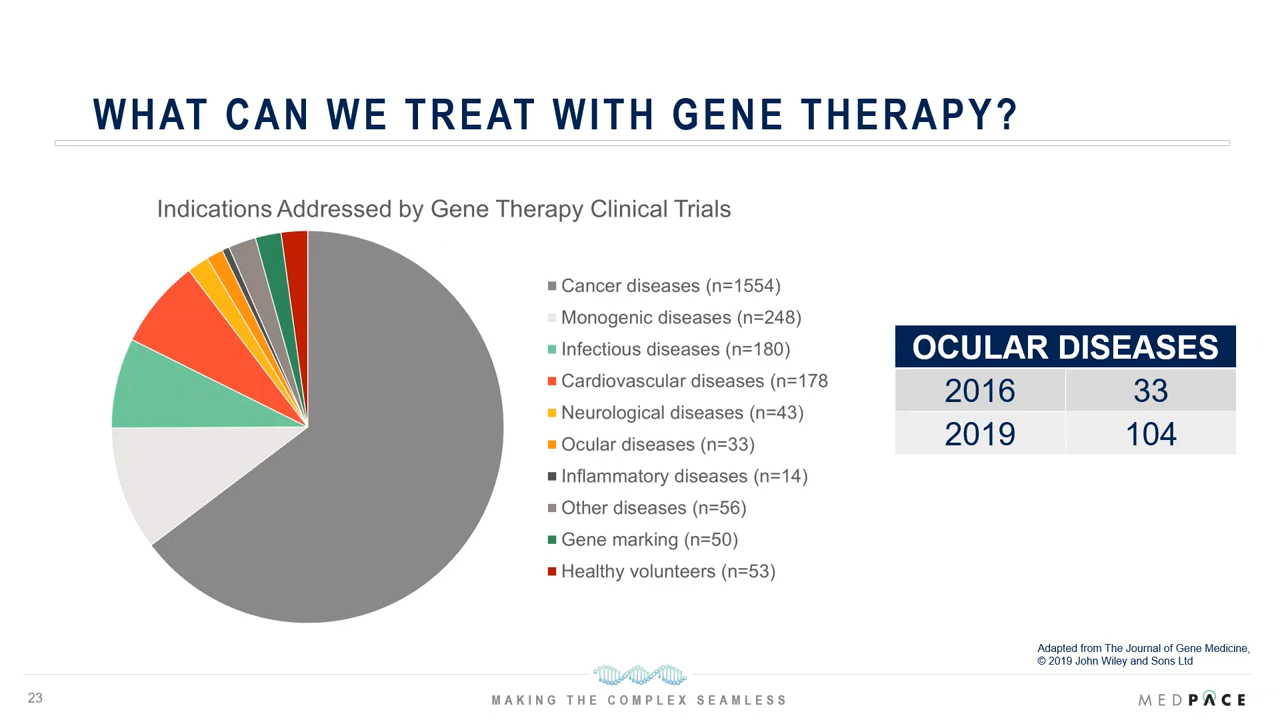 WHAT CAN WE TREAT WITH GENE THERAPY?
Indications Addressed by Gene Therapy Clinical Trials
Cancer diseases (n=1554)
Monogenic diseases (n=248)
Infectious diseases (n=180)
Cardiovascular diseases (n=178
Neurological diseases (n=43)
Ocular diseases (n=33)
Inflammatory diseases (n=14)
Other diseases (n=56)
Gene marking (n=50)
Healthy volunteers (n=53)
OCULAR DISEASES
2016 33
2019 104
Adapted from The Journal of Gene Medicine,
© 2019 John Wiley and Sons Ltd
23
MAKING THE COMPLEX SEAMLESS
MEDPACE